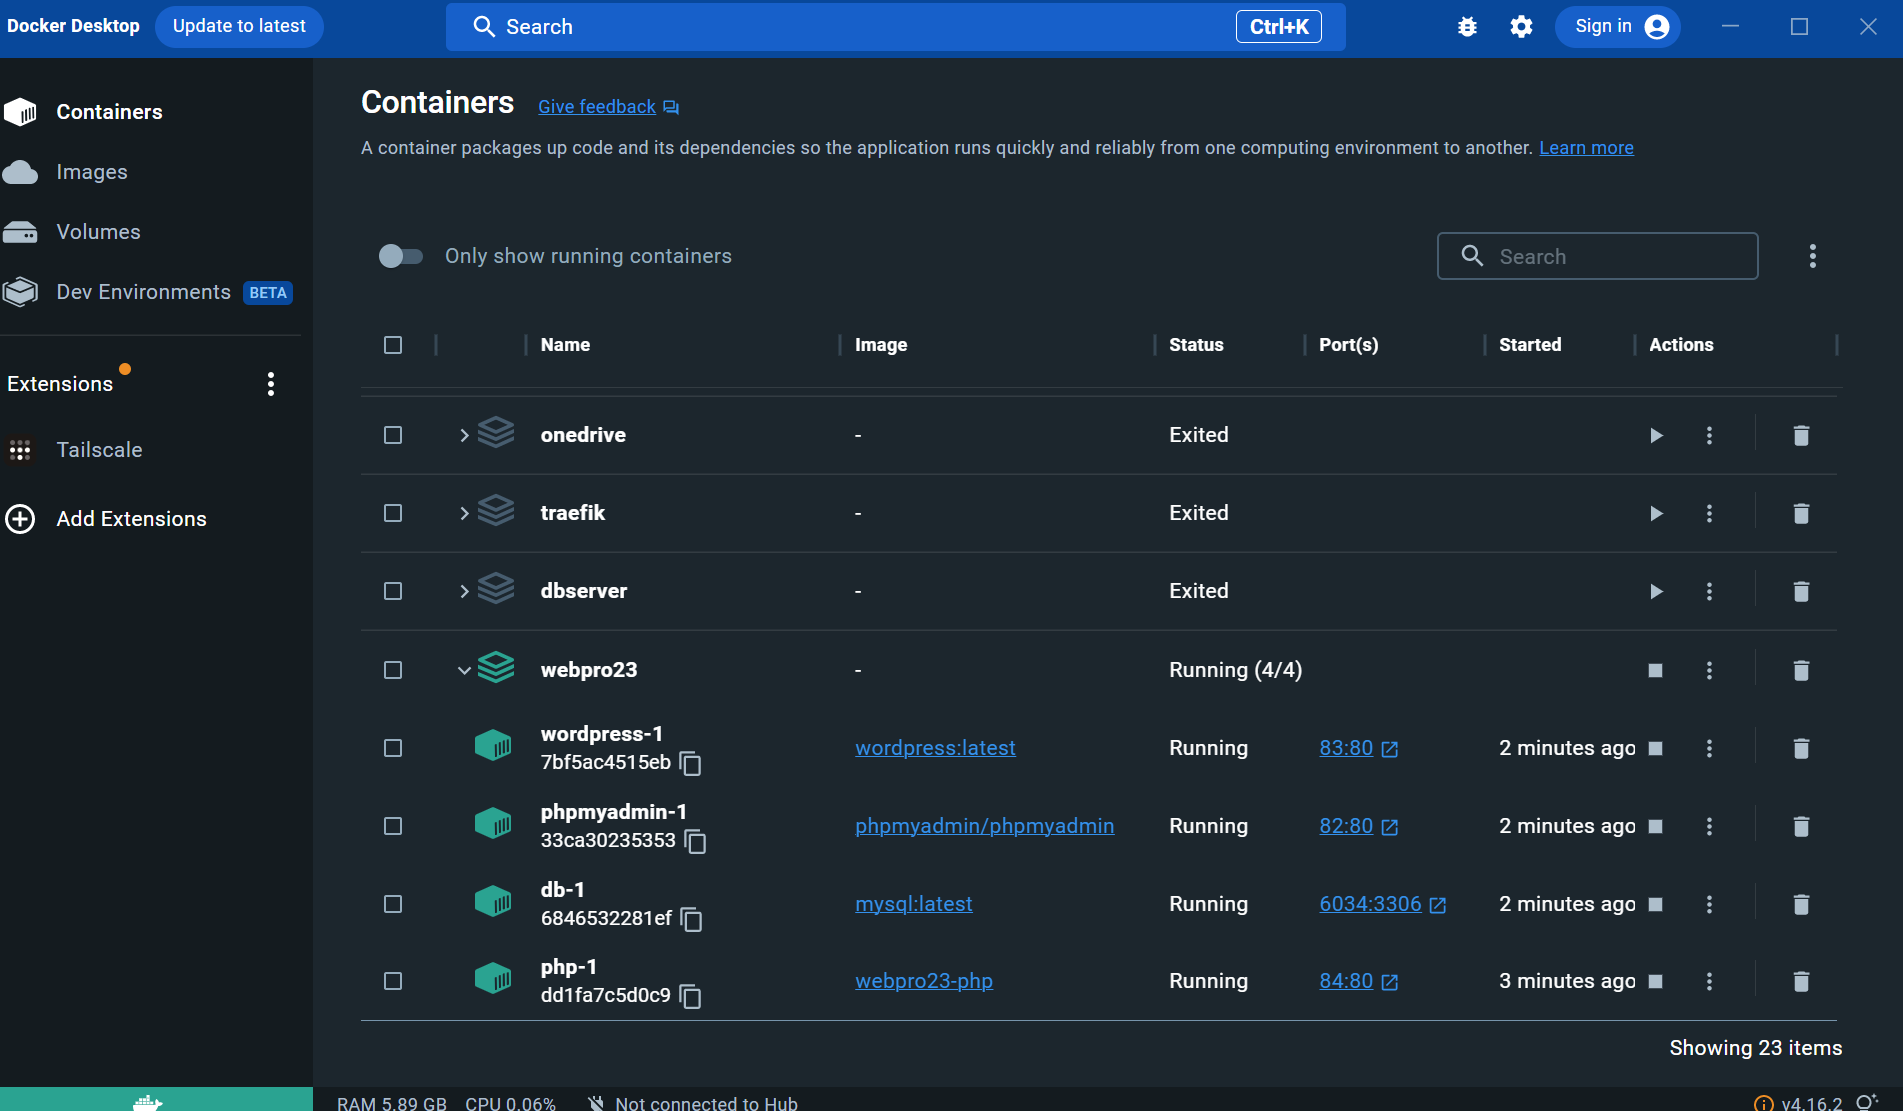 Docker Desktop Update to latest Search Ctrl+K Sign in
Containers
Images
Volumes
Dev Environments BETA
Extensions
Tailscale
Add Extensions
Containers Give feedback
A container packages up code and its dependencies so the application runs quickly and reliably from one computing environment to another. Learn more
Only show running containers Search
Name Image Status Port(s) Started Actions
onedrive - Exited
traefik - Exited
dbserver - Exited
webpro23 - Running (4/4)
wordpress-1
7bf5ac4515eb wordpress:latest Running 83:80 2 minutes ago
phpmyadmin-1
33ca30235353 phpmyadmin/phpmyadmin Running 82:80 2 minutes ago
db-1
6846532281ef mysql:latest Running 6034:3306 2 minutes ago
php-1
dd1fa7c5d0c9 webpro23-php Running 84:80 3 minutes ago
Showing 23 items
RAM 5.89 GB CPU 0.06% Not connected to Hub v4.16.2